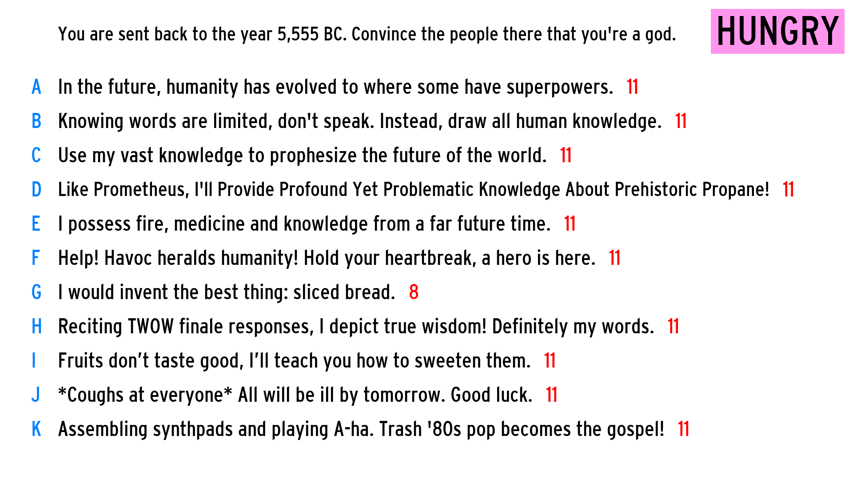 You are sent back to the year 5,555 BC. Convince the people there that you're a god.
HUNGRY
A In the future, humanity has evolved to where some have superpowers. 11
B Knowing words are limited, don't speak. Instead, draw all human knowledge. 11
C Use my vast knowledge to prophesize the future of the world. 11
D Like Prometheus, I'll Provide Profound Yet Problematic Knowledge About Prehistoric Propane! 11
E I possess fire, medicine and knowledge from a far future time. 11
F Help! Havoc heralds humanity! Hold your heartbreak, a hero is here. 11
G I would invent the best thing: sliced bread. 8
H Reciting TWOW finale responses, I depict true wisdom! Definitely my words. 11
I Fruits don’t taste good, I’ll teach you how to sweeten them. 11
J *Coughs at everyone* All will be ill by tomorrow. Good luck. 11
K Assembling synthpads and playing A-ha. Trash '80s pop becomes the gospel! 11